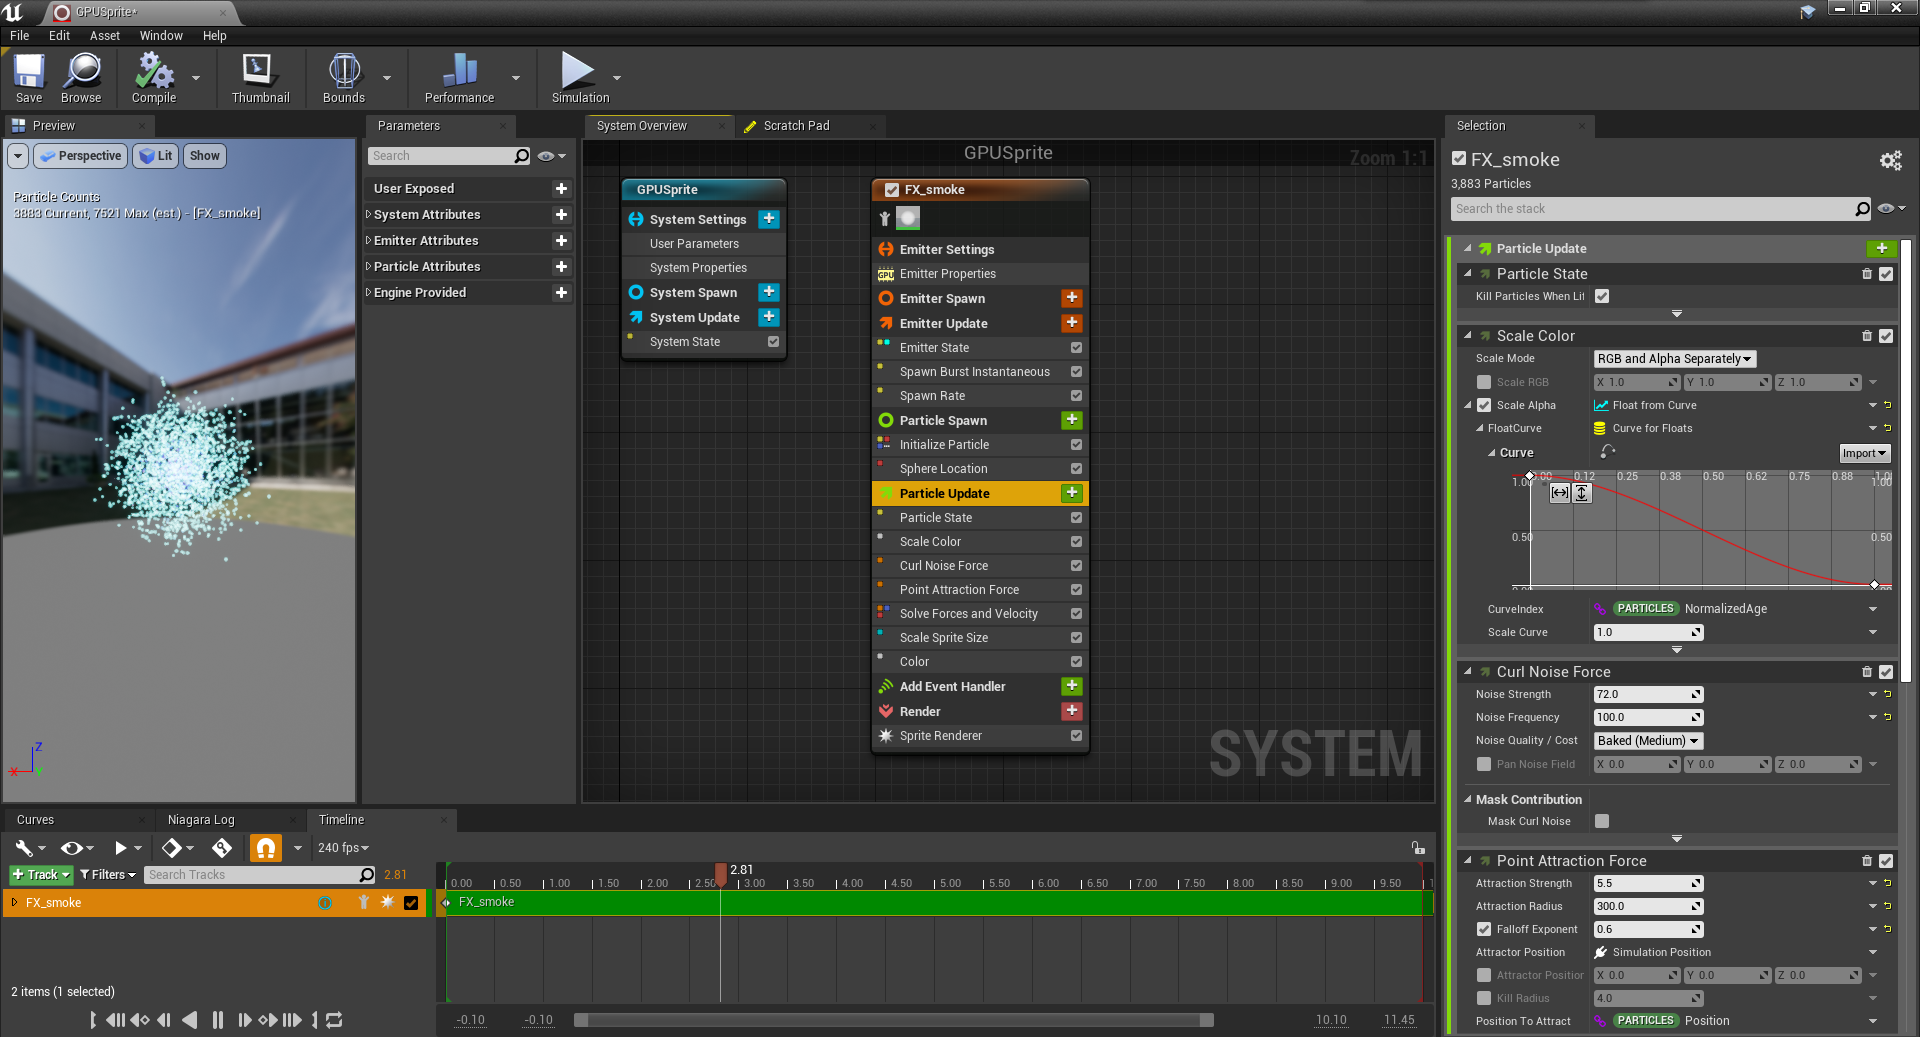 GPUSprite*
File Edit Asset Window Help
Save Browse Compile Thumbnail Bounds Performance Simulation
Preview
Perspective Lit Show
Particle Counts
3883 Current, 7521 Max (est.) - [FX_smoke]
Z
X Y
Parameters
Search
User Exposed
System Attributes
Emitter Attributes
Particle Attributes
Engine Provided
System Overview Scratch Pad
GPUSprite
Zoom 1:1
GPUSprite
System Settings
User Parameters
System Properties
System Spawn
System Update
System State
FX_smoke
Emitter Settings
GPU Emitter Properties
Emitter Spawn
Emitter Update
Emitter State
Spawn Burst Instantaneous
Spawn Rate
Particle Spawn
Initialize Particle
Sphere Location
Particle Update
Particle State
Scale Color
Curl Noise Force
Point Attraction Force
Solve Forces and Velocity
Scale Sprite Size
Color
Add Event Handler
Render
Sprite Renderer
SYSTEM
Selection
FX_smoke
3,883 Particles
Search the stack
Particle Update
Particle State
Kill Particles When Lif
Scale Color
Scale Mode RGB and Alpha Separately
Scale RGB X 1.0 Y 1.0 Z 1.0
Scale Alpha Float from Curve
FloatCurve Curve for Floats
Curve Import
0.12 0.25 0.38 0.50 0.62 0.75 0.88
1.00 1.00
0.50 0.50
CurveIndex PARTICLES NormalizedAge
Scale Curve 1.0
Curl Noise Force
Noise Strength 72.0
Noise Frequency 100.0
Noise Quality / Cost Baked (Medium)
Pan Noise Field X 0.0 Y 0.0 Z 0.0
Mask Contribution
Mask Curl Noise
Point Attraction Force
Attraction Strength 5.5
Attraction Radius 300.0
Falloff Exponent 0.6
Attractor Position Simulation Position
Attractor Position X 0.0 Y 0.0 Z 0.0
Kill Radius 4.0
Position To Attract PARTICLES Position
Curves Niagara Log Timeline
240 fps
Track Filters Search Tracks 2.81
FX_smoke
2 items (1 selected)
2.81
0.00 0.50 1.00 1.50 2.00 2.50 3.00 3.50 4.00 4.50 5.00 5.50 6.00 6.50 7.00 7.50 8.00 8.50 9.00 9.50
FX_smoke
-0.10 -0.10 10.10 11.45